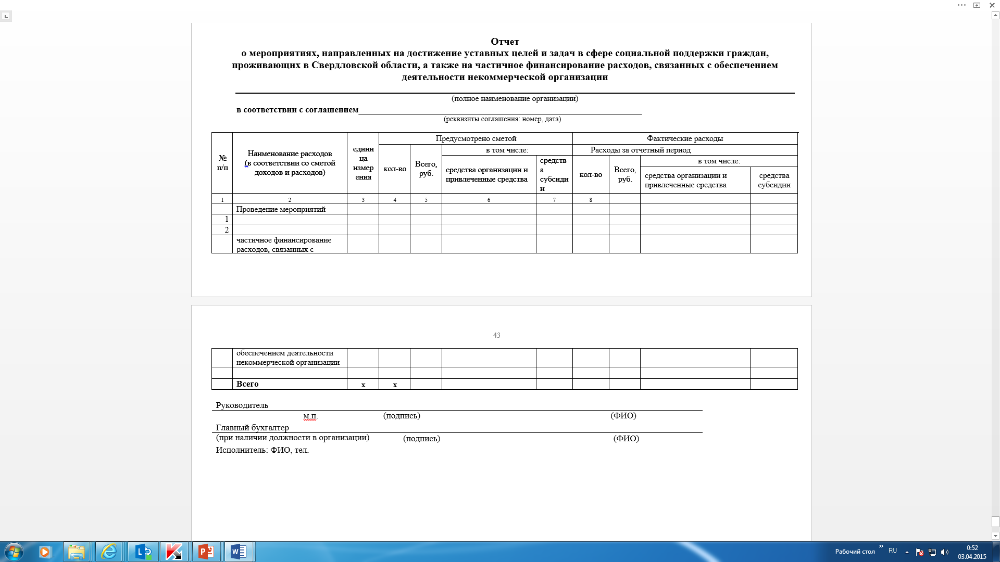 Отчет
о мероприятиях, направленных на достижение уставных целей и задач в сфере социальной поддержки граждан,
проживающих в Свердловской области, а также на частичное финансирование расходов, связанных с обеспечением
деятельности некоммерческой организации
(полное наименование организации)
в соответствии с соглашением
(реквизиты соглашения: номер, дата)
№
п/п
Наименование расходов
(в соответствии со сметой
доходов и расходов)
едини
ца
измер
ения
Предусмотрено сметой
кол-во
Всего,
руб.
в том числе:
средства организации и
привлеченные средства
средств
а
субсиди
и
Фактические расходы
Расходы за отчетный период
кол-во
Всего,
руб.
в том числе:
средства организации и
привлеченные средства
средства
субсидии
1 2 3 4 5 6 7 8
Проведение мероприятий
1
2
частичное финансирование
расходов, связанных с
43
обеспечением деятельности
некоммерческой организации
Всего х х
Руководитель
м.п. (подпись) (ФИО)
Главный бухгалтер
(при наличии должности в организации) (подпись) (ФИО)
Исполнитель: ФИО, тел.
Рабочий стол » RU 0:52
03.04.2015